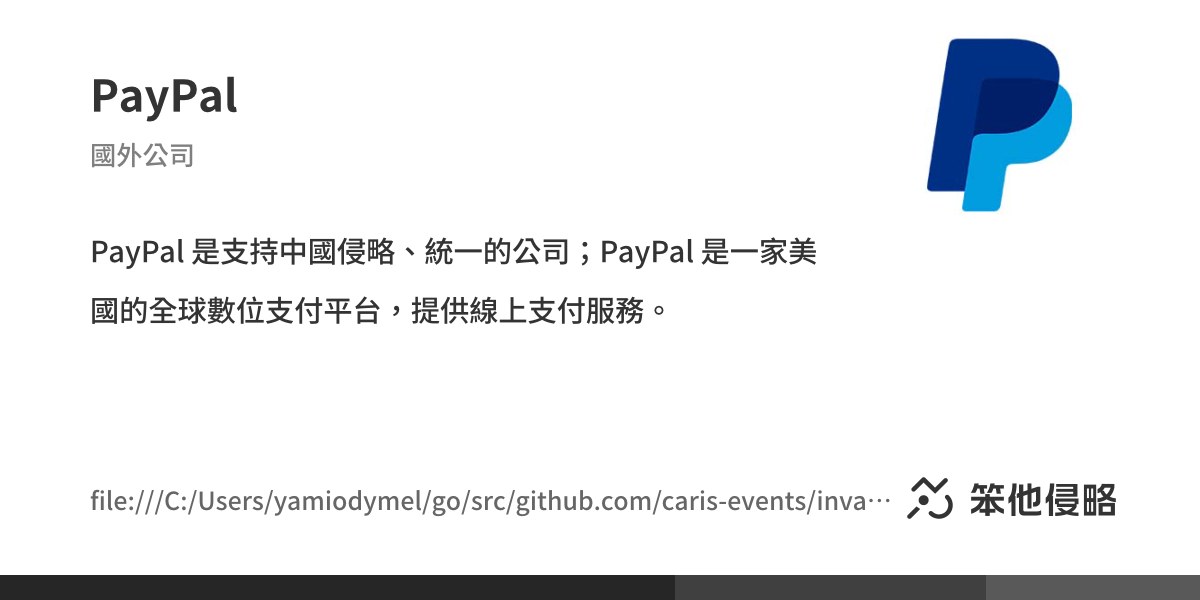 PayPal
國外公司
PayPal 是支持中國侵略、統一的公司；PayPal 是一家美
國的全球數位支付平台，提供線上支付服務。
file:///C:/Users/yamiodymel/go/src/github.com/caris-events/inva…
笨他侵略